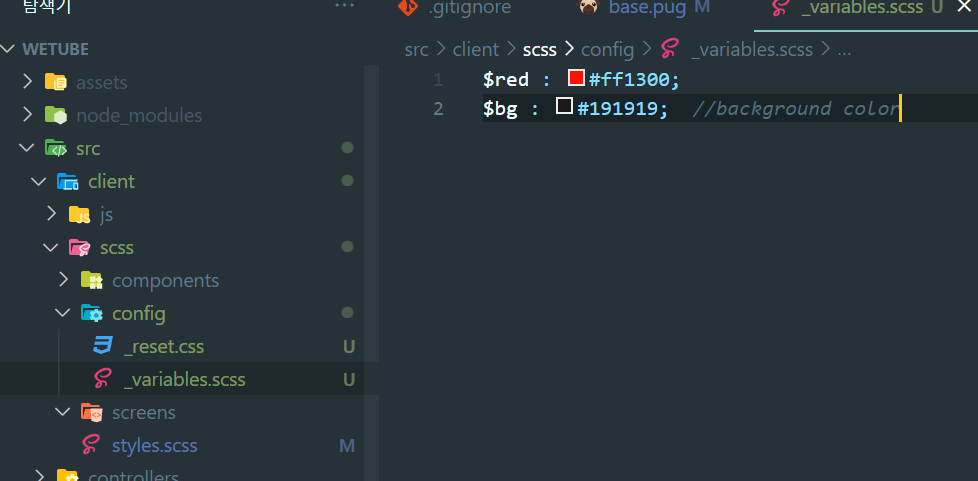 탐색기 ...
WETUBE
assets
node_modules
src
client
js
scss
components
config
_reset.css U
_variables.scss U
screens
styles.scss M
controllers
.gitignore base.pug M _variables.scss U
src > client > scss > config > _variables.scss > ...
1 $red : #ff1300;
2 $bg : #191919; //background color